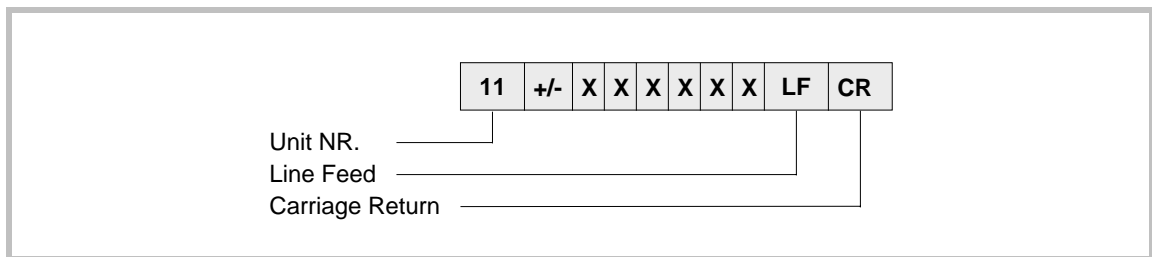 11 +/- X X X X X X LF CR
Unit NR.
Line Feed
Carriage Return